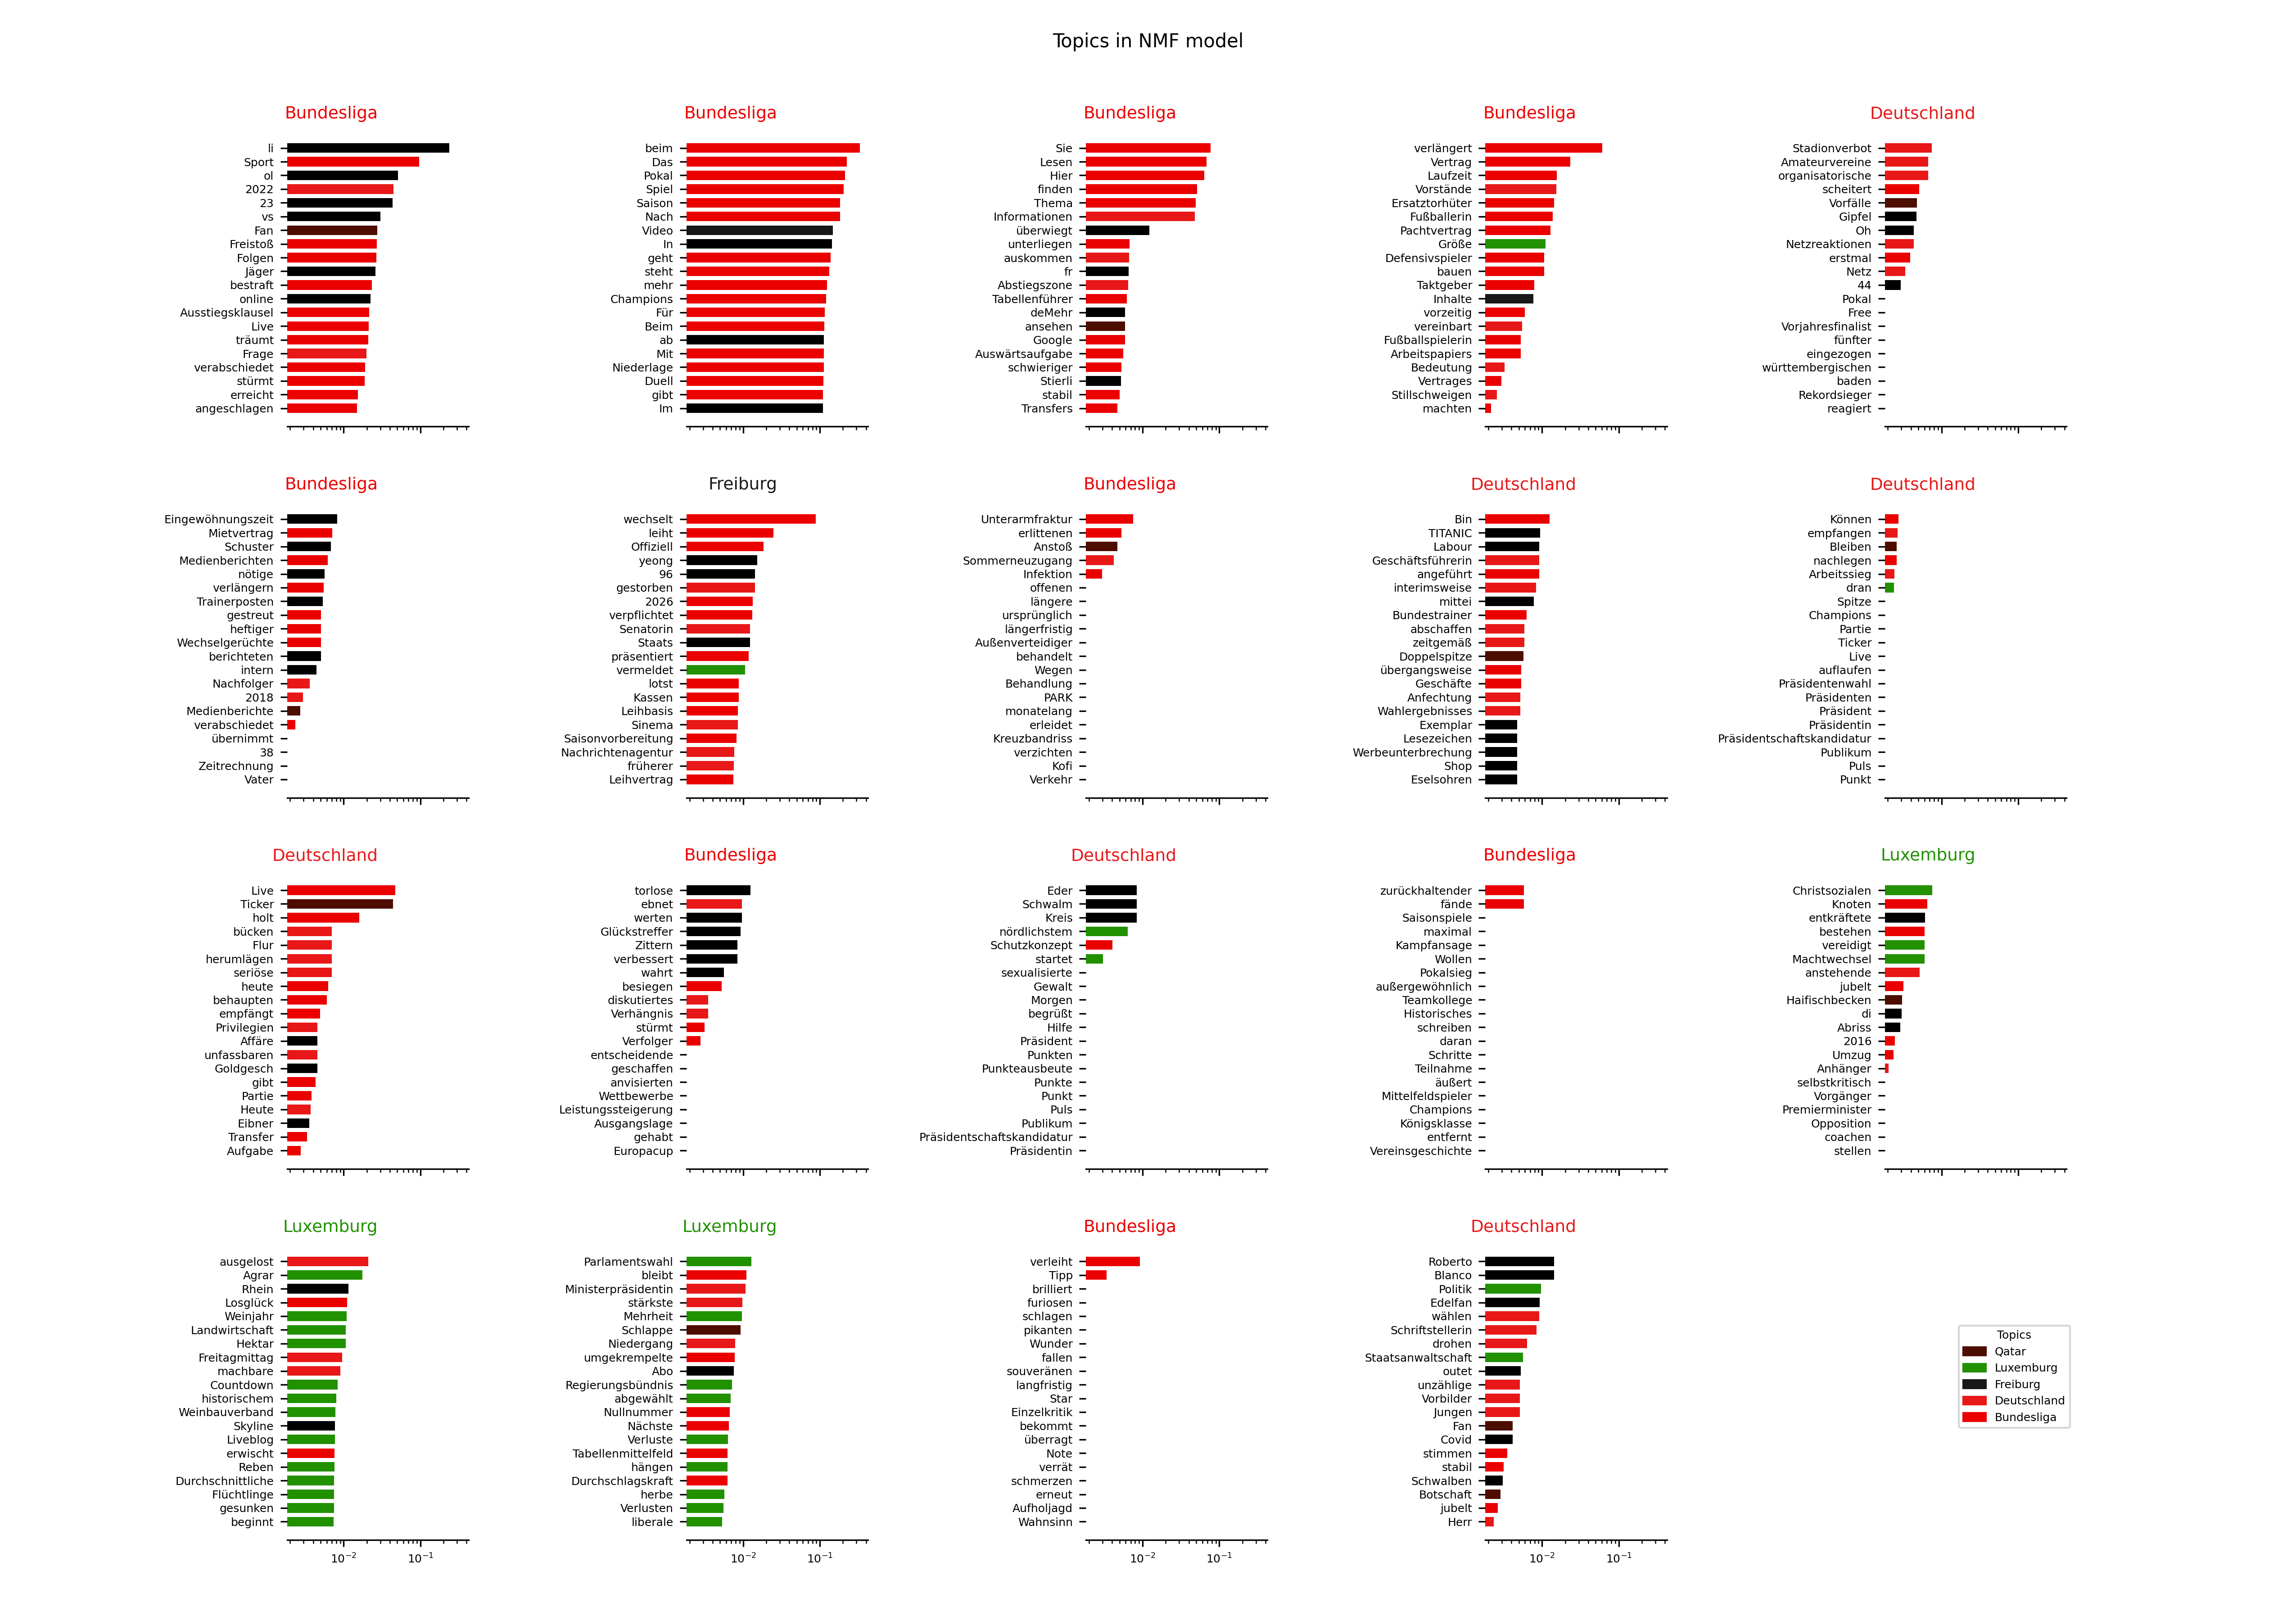 Topics in NMF model
Bundesliga
li
Sport
ol
2022
23
vs
Fan
Freistoß
Folgen
Jäger
bestraft
online
Ausstiegsklausel
Live
träumt
Frage
verabschiedet
stürmt
erreicht
angeschlagen
Bundesliga
beim
Das
Pokal
Spiel
Saison
Nach
Video
In
geht
steht
mehr
Champions
Für
Beim
ab
Mit
Niederlage
Duell
gibt
Im
Bundesliga
Sie
Lesen
Hier
finden
Thema
Informationen
überwiegt
unterliegen
auskommen
fr
Abstiegszone
Tabellenführer
deMehr
ansehen
Google
Auswärtsaufgabe
schwieriger
Stierli
stabil
Transfers
Bundesliga
verlängert
Vertrag
Laufzeit
Vorstände
Ersatztorhüter
Fußballerin
Pachtvertrag
Größe
Defensivspieler
bauen
Taktgeber
Inhalte
vorzeitig
vereinbart
Fußballspielerin
Arbeitspapiers
Bedeutung
Vertrages
Stillschweigen
machten
Deutschland
Stadionverbot
Amateurvereine
organisatorische
scheitert
Vorfälle
Gipfel
Oh
Netzreaktionen
erstmal
Netz
44
Pokal
Free
Vorjahresfinalist
fünfter
eingezogen
württembergischen
baden
Rekordsieger
reagiert
Bundesliga
Eingewöhnungszeit
Mietvertrag
Schuster
Medienberichten
nötige
verlängern
Trainerposten
gestreut
heftiger
Wechselgerüchte
berichteten
intern
Nachfolger
2018
Medienberichte
verabschiedet
übernimmt
38
Zeitrechnung
Vater
Freiburg
wechselt
leiht
Offiziell
yeong
96
gestorben
2026
verpflichtet
Senatorin
Staats
präsentiert
vermeldet
lotst
Kassen
Leihbasis
Sinema
Saisonvorbereitung
Nachrichtenagentur
früherer
Leihvertrag
Bundesliga
Unterarmfraktur
erlittenen
Anstoß
Sommerneuzugang
Infektion
offenen
längere
ursprünglich
längerfristig
Außenverteidiger
behandelt
Wegen
Behandlung
PARK
monatelang
erleidet
Kreuzbandriss
verzichten
Kofi
Verkehr
Deutschland
Bin
TITANIC
Labour
Geschäftsführerin
angeführt
interimsweise
mittei
Bundestrainer
abschaffen
zeitgemäß
Doppelspitze
übergangsweise
Geschäfte
Anfechtung
Wahlergebnisses
Exemplar
Lesezeichen
Werbeunterbrechung
Shop
Eselsohren
Deutschland
Können
empfangen
Bleiben
nachlegen
Arbeitssieg
dran
Spitze
Champions
Partie
Ticker
Live
auflaufen
Präsidentenwahl
Präsidenten
Präsident
Präsidentin
Präsidentschaftskandidatur
Publikum
Puls
Punkt
Deutschland
Live
Ticker
holt
bücken
Flur
herumlägen
seriöse
heute
behaupten
empfängt
Privilegien
Affäre
unfassbaren
Goldgesch
gibt
Partie
Heute
Eibner
Transfer
Aufgabe
Bundesliga
torlose
ebnet
werten
Glückstreffer
Zittern
verbessert
wahrt
besiegen
diskutiertes
Verhängnis
stürmt
Verfolger
entscheidende
geschaffen
anvisierten
Wettbewerbe
Leistungssteigerung
Ausgangslage
gehabt
Europacup
Deutschland
Eder
Schwalm
Kreis
nördlichstem
Schutzkonzept
startet
sexualisierte
Gewalt
Morgen
begrüßt
Hilfe
Präsident
Punkten
Punkteausbeute
Punkte
Punkt
Puls
Publikum
Präsidentschaftskandidatur
Präsidentin
Bundesliga
zurückhaltender
fände
Saisonspiele
maximal
Kampfansage
Wollen
Pokalsieg
außergewöhnlich
Teamkollege
Historisches
schreiben
daran
Schritte
Teilnahme
äußert
Mittelfeldspieler
Champions
Königsklasse
entfernt
Vereinsgeschichte
Luxemburg
Christsozialen
Knoten
entkräftete
bestehen
vereidigt
Machtwechsel
anstehende
jubelt
Haifischbecken
di
Abriss
2016
Umzug
Anhänger
selbstkritisch
Vorgänger
Premierminister
Opposition
coachen
stellen
Luxemburg
ausgelost
Agrar
Rhein
Losglück
Weinjahr
Landwirtschaft
Hektar
Freitagmittag
machbare
Countdown
historischem
Weinbauverband
Skyline
Liveblog
erwischt
Reben
Durchschnittliche
Flüchtlinge
gesunken
beginnt
10⁻² 10⁻¹
Luxemburg
Parlamentswahl
bleibt
Ministerpräsidentin
stärkste
Mehrheit
Schlappe
Niedergang
umgekrempelte
Abo
Regierungsbündnis
abgewählt
Nullnummer
Nächste
Verluste
Tabellenmittelfeld
hängen
Durchschlagskraft
herbe
Verlusten
liberale
10⁻² 10⁻¹
Bundesliga
verleiht
Tipp
brilliert
furiosen
schlagen
pikanten
Wunder
fallen
souveränen
langfristig
Star
Einzelkritik
bekommt
überragt
Note
verrät
schmerzen
erneut
Aufholjagd
Wahnsinn
10⁻² 10⁻¹
Deutschland
Roberto
Blanco
Politik
Edelfan
wählen
Schriftstellerin
drohen
Staatsanwaltschaft
outet
unzählige
Vorbilder
Jungen
Fan
Covid
stimmen
stabil
Schwalben
Botschaft
jubelt
Herr
10⁻² 10⁻¹
Topics
Qatar
Luxemburg
Freiburg
Deutschland
Bundesliga